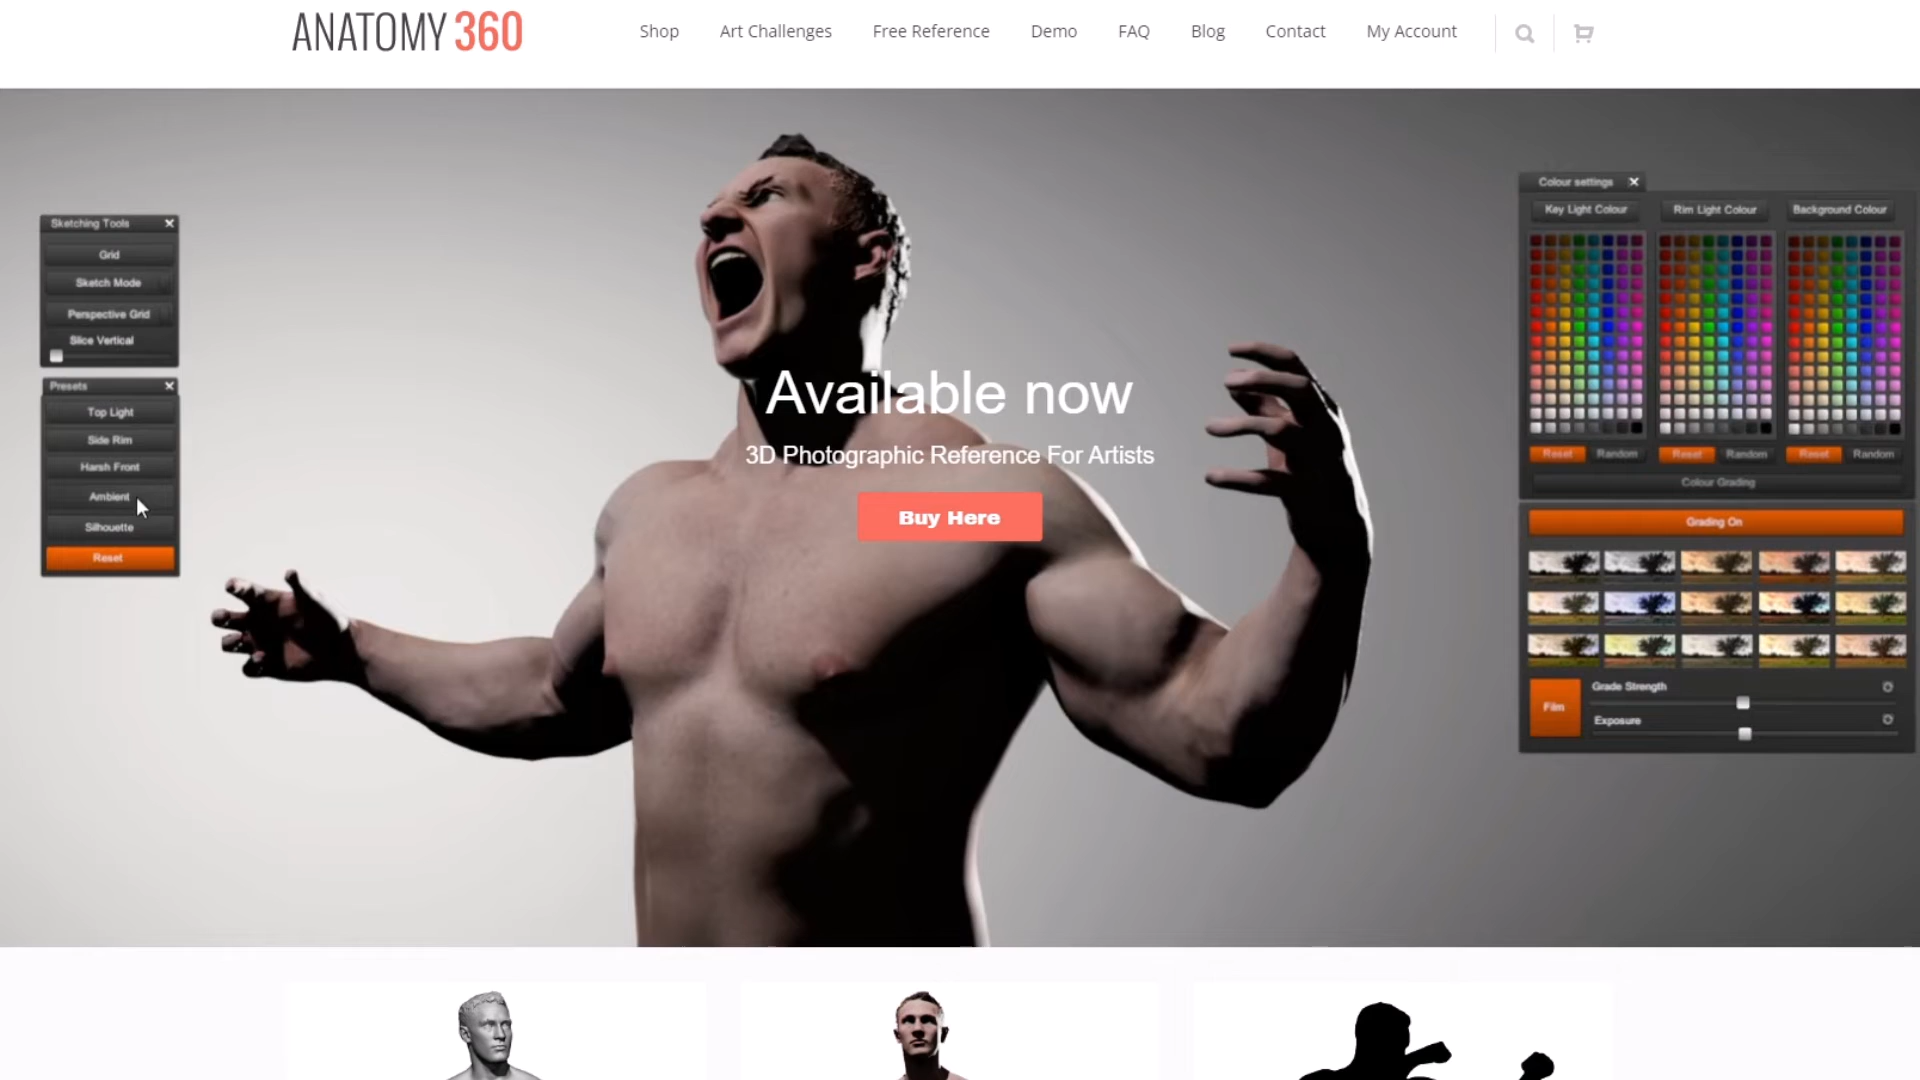 ANATOMY 360
Shop
Art Challenges
Free Reference
Demo
FAQ
Blog
Contact
My Account
Sketching Tools
Grid
Sketch Mode
Perspective Grid
Slice Vertical
Presets
Top Light
Side Rim
Harsh Front
Ambient
Silhouette
Reset
Available now
3D Photographic Reference For Artists
Buy Here
Colour settings
Key Light Colour
Rim Light Colour
Background Colour
Reset
Random
Reset
Random
Reset
Random
Colour Grading
Grading On
Film
Grade Strength
Exposure